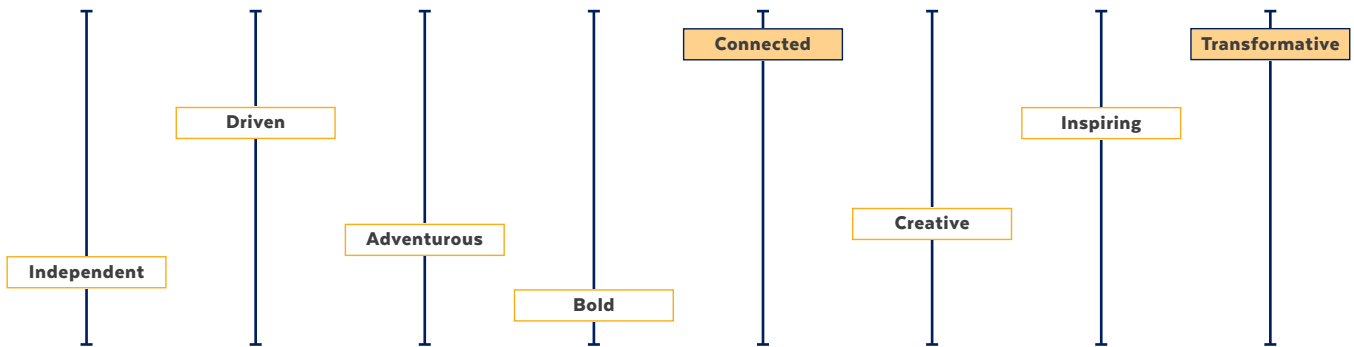 Independent
Driven
Adventurous
Bold
Connected
Creative
Inspiring
Transformative